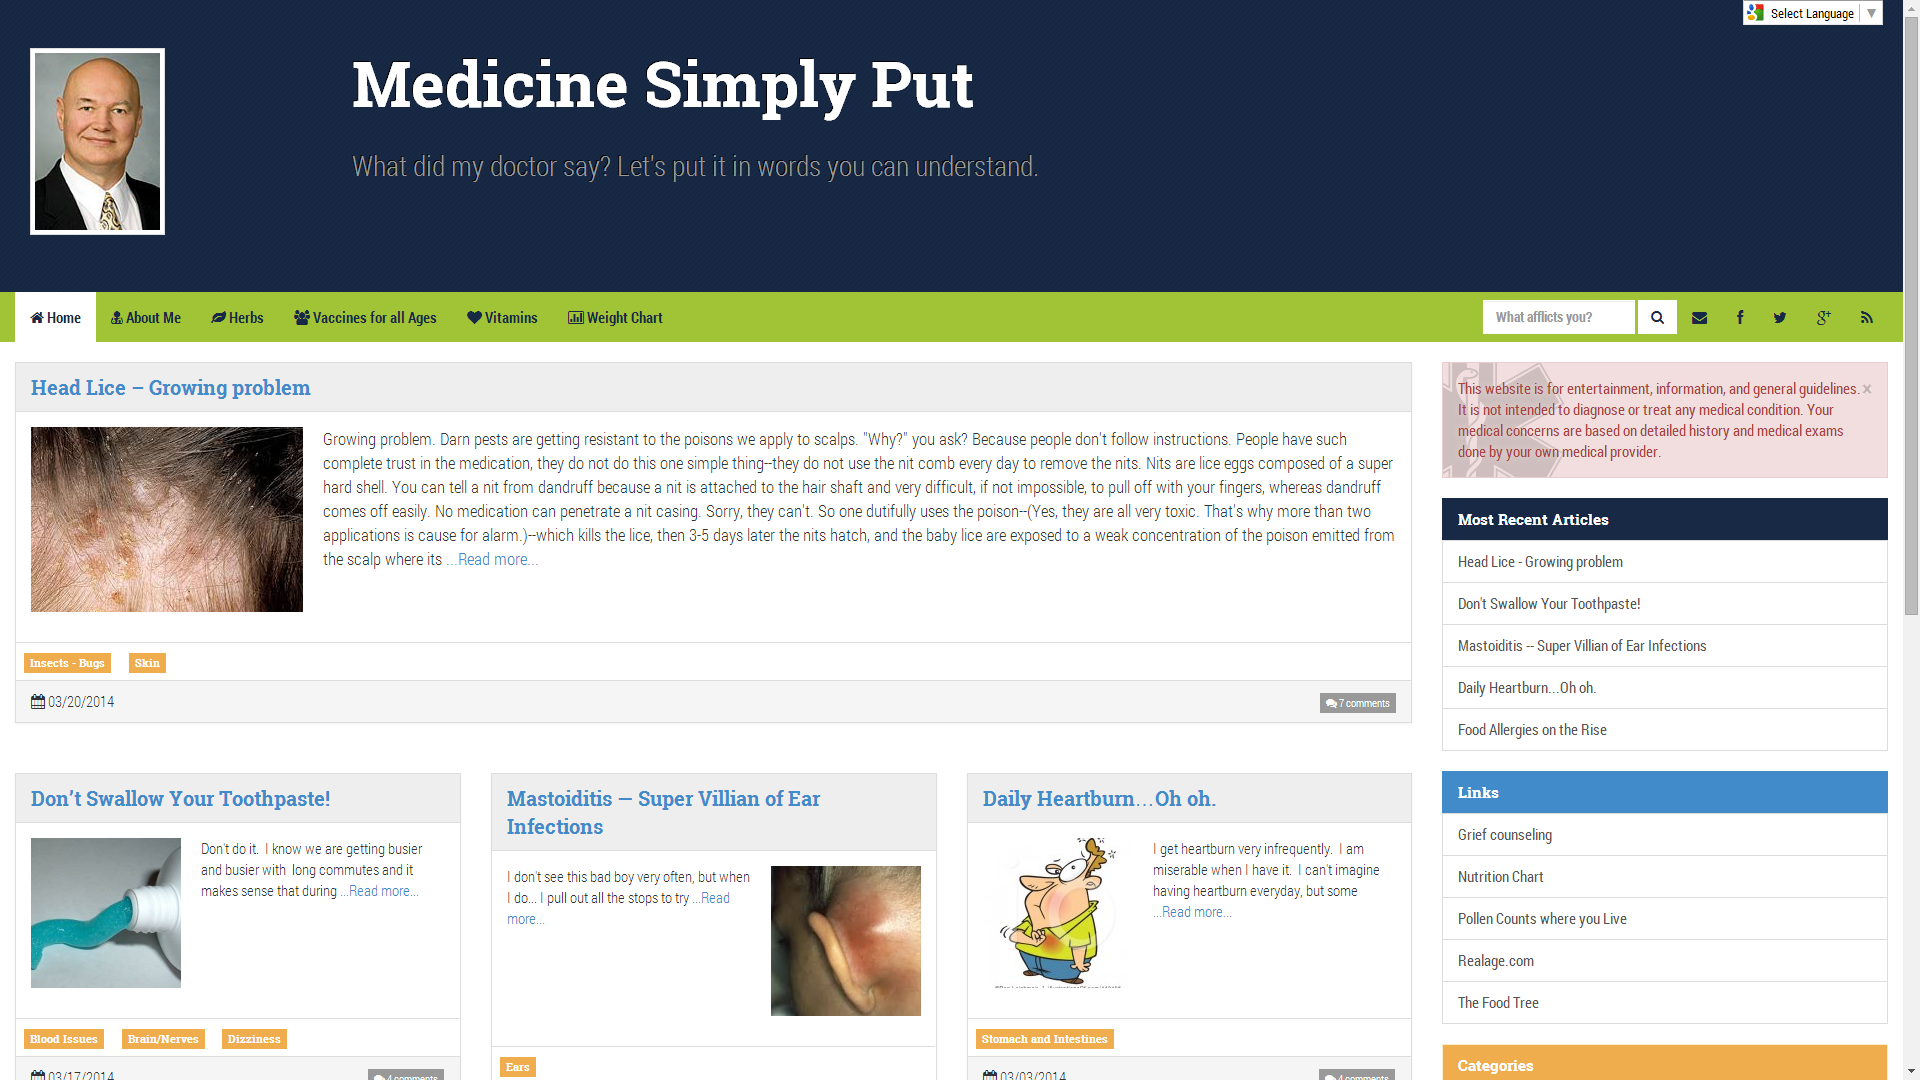 Select Language ▼
Medicine Simply Put
What did my doctor say? Let's put it in words you can understand.
Home
About Me
Herbs
Vaccines for all Ages
Vitamins
Weight Chart
What afflicts you?
Head Lice – Growing problem
Growing problem. Darn pests are getting resistant to the poisons we apply to scalps. "Why?" you ask? Because people don't follow instructions. People have such
complete trust in the medication, they do not do this one simple thing--they do not use the nit comb every day to remove the nits. Nits are lice eggs composed of a super
hard shell. You can tell a nit from dandruff because a nit is attached to the hair shaft and very difficult, if not impossible, to pull off with your fingers, whereas dandruff
comes off easily. No medication can penetrate a nit casing. Sorry, they can't. So one dutifully uses the poison--(Yes, they are all very toxic. That's why more than two
applications is cause for alarm.)--which kills the lice, then 3-5 days later the nits hatch, and the baby lice are exposed to a weak concentration of the poison emitted from
the scalp where its ...Read more...
Insects - Bugs
Skin
03/20/2014
7 comments
This website is for entertainment, information, and general guidelines. ×
It is not intended to diagnose or treat any medical condition. Your
medical concerns are based on detailed history and medical exams
done by your own medical provider.
Most Recent Articles
Head Lice - Growing problem
Don't Swallow Your Toothpaste!
Mastoiditis -- Super Villian of Ear Infections
Daily Heartburn...Oh oh.
Food Allergies on the Rise
Don't Swallow Your Toothpaste!
Don't do it. I know we are getting busier
and busier with long commutes and it
makes sense that during ...Read more...
Blood Issues
Brain/Nerves
Dizziness
03/17/2014
4 comments
Mastoiditis — Super Villian of Ear
Infections
I don't see this bad boy very often, but when
I do... I pull out all the stops to try ...Read
more...
Ears
Daily Heartburn...Oh oh.
I get heartburn very infrequently. I am
miserable when I have it. I can't imagine
having heartburn everyday, but some
...Read more...
Stomach and Intestines
03/03/2014
4 comments
Links
Grief counseling
Nutrition Chart
Pollen Counts where you Live
Realage.com
The Food Tree
Categories